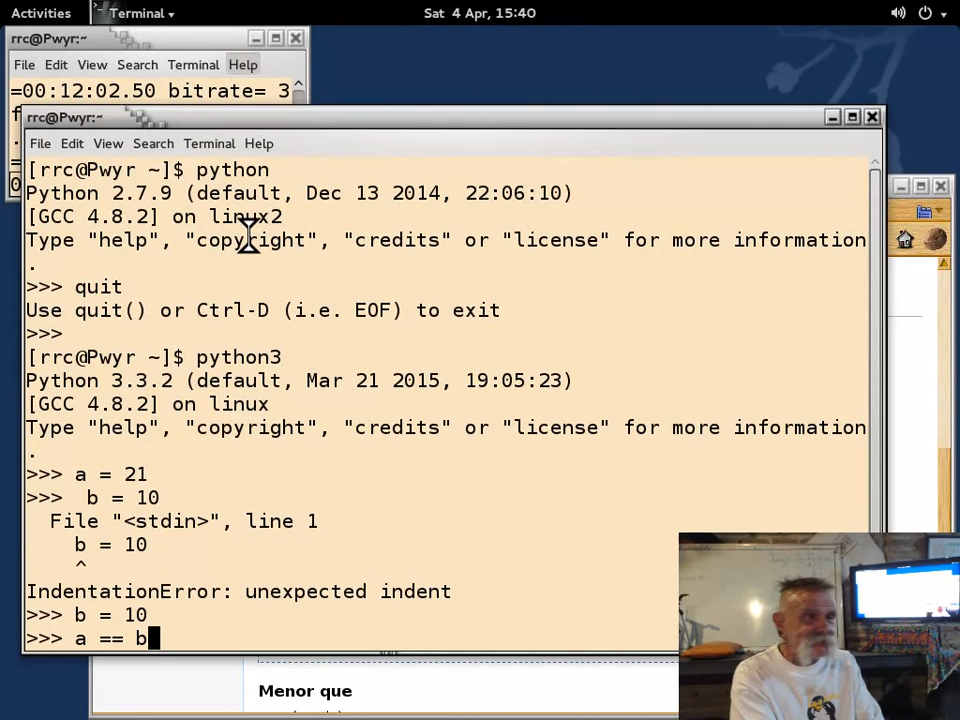 Activities Terminal Sat 4 Apr, 15:40
rrc@Pwyr:~
File Edit View Search Terminal Help
=00:12:02.50 bitrate= 3
rrc@Pwyr:~
File Edit View Search Terminal Help
[rrc@Pwyr ~]$ python
Python 2.7.9 (default, Dec 13 2014, 22:06:10)
[GCC 4.8.2] on linux2
Type "help", "copyright", "credits" or "license" for more information
.
>>> quit
Use quit() or Ctrl-D (i.e. EOF) to exit
>>>
[rrc@Pwyr ~]$ python3
Python 3.3.2 (default, Mar 21 2015, 19:05:23)
[GCC 4.8.2] on linux
Type "help", "copyright", "credits" or "license" for more information
.
>>> a = 21
>>>  b = 10
  File "<stdin>", line 1
    b = 10
    ^
IndentationError: unexpected indent
>>> b = 10
>>> a == b
Menor que